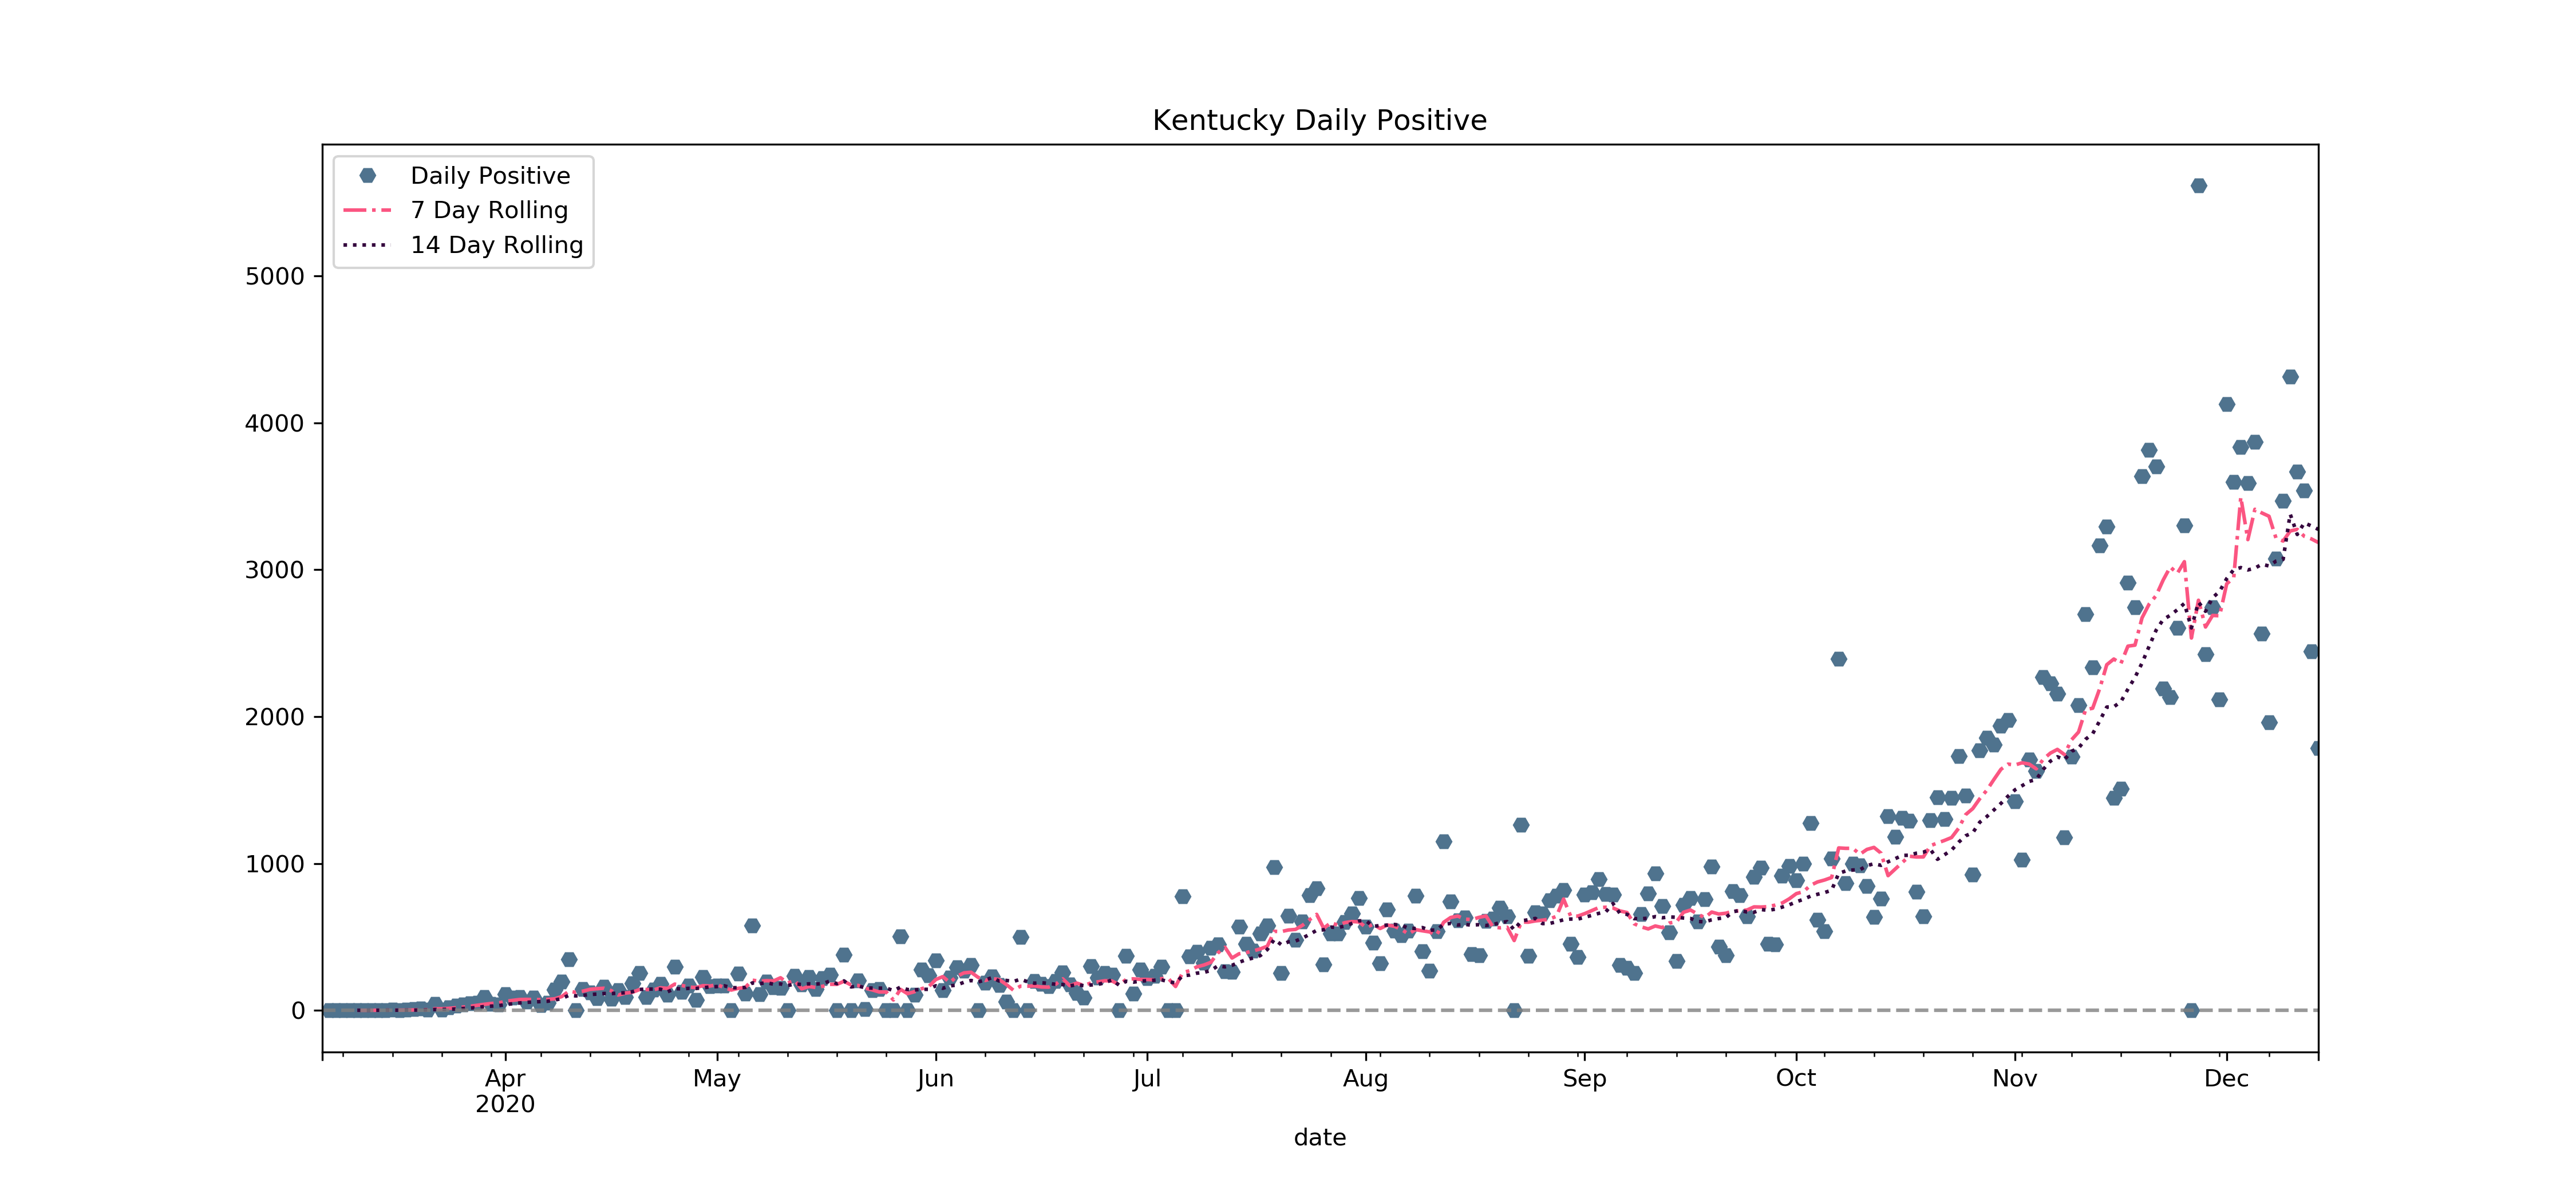 Kentucky Daily Positive
Daily Positive
7 Day Rolling
14 Day Rolling
5000
4000
3000
2000
1000
0
Apr May Jun Jul Aug Sep Oct Nov Dec
2020
date